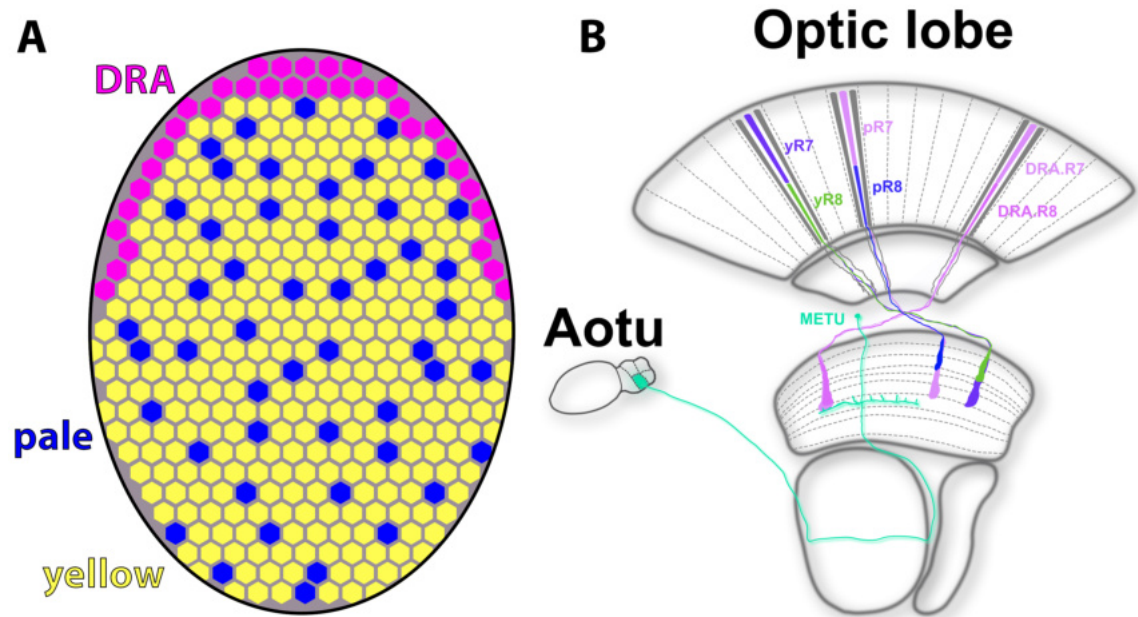 A
DRA
pale
yellow
B
Optic lobe
yR7
pR7
DRA.R7
yR8
pR8
DRA.R8
METU
Aotu